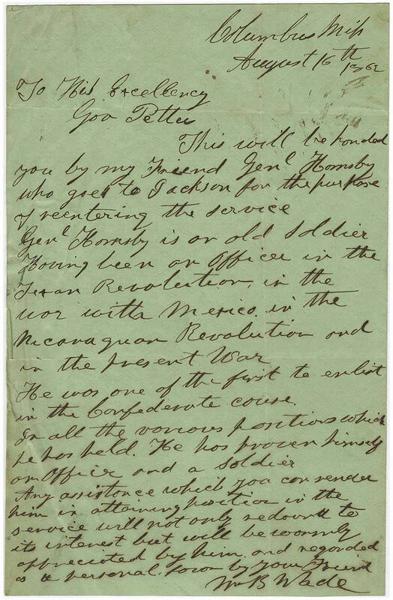 Columbus Miss
August 16th 1862
To His Excellency
Gov Pettus
This will be handed
you by my Friend Genl Hornsby
who goes to Jackson for the purpose
of reentering the service
Genl Hornsby is an old Soldier
Having been an Officer in the
Texan Revolution, in the
war with Mexico. in the
Nicaraguan Revolution and
in the present War
He was one of the first to enlist
in the Confederate cause.
In all the various positions which
he has held. He has proven himself
an Officer and a Soldier
Any assistance which you can render
him in attaining position in the
service will not only redound to
its interest but will be warmly
appreciated by him and regarded
as a personal favor by your Friend
Wm B Wade